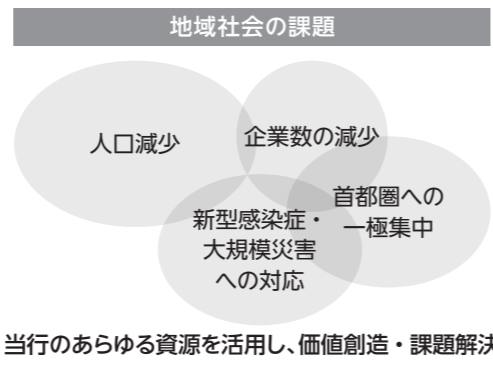 地域社会の課題
人口減少
企業数の減少
首都圏への
一極集中
新型感染症・
大規模災害
への対応
当行のあらゆる資源を活用し、価値創造・課題解決